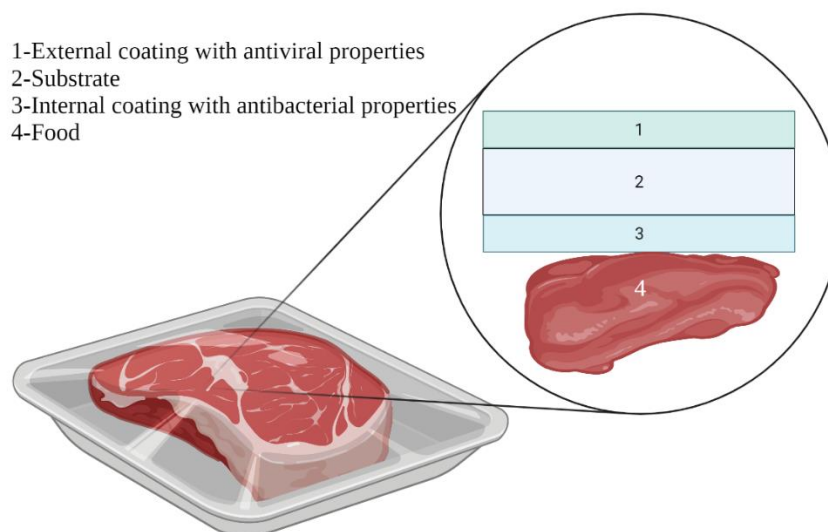 1-External coating with antiviral properties
2-Substrate
3-Internal coating with antibacterial properties
4-Food
1
2
3
4